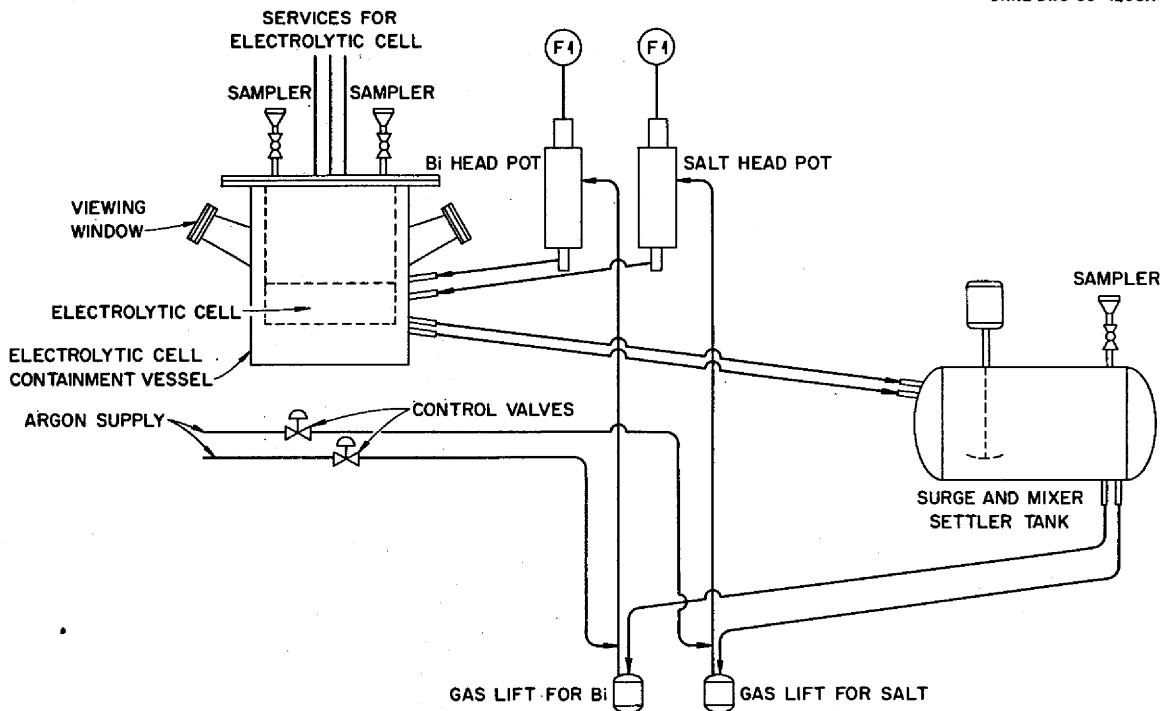 SERVICES FOR
ELECTROLYTIC CELL
SAMPLER
SAMPLER
F1
F1
Bi HEAD POT
SALT HEAD POT
VIEWING
WINDOW
ELECTROLYTIC CELL
ELECTROLYTIC CELL
CONTAINMENT VESSEL
SAMPLER
ARGON SUPPLY
CONTROL VALVES
SURGE AND MIXER
SETTLER TANK
GAS LIFT FOR Bi
GAS LIFT FOR SALT